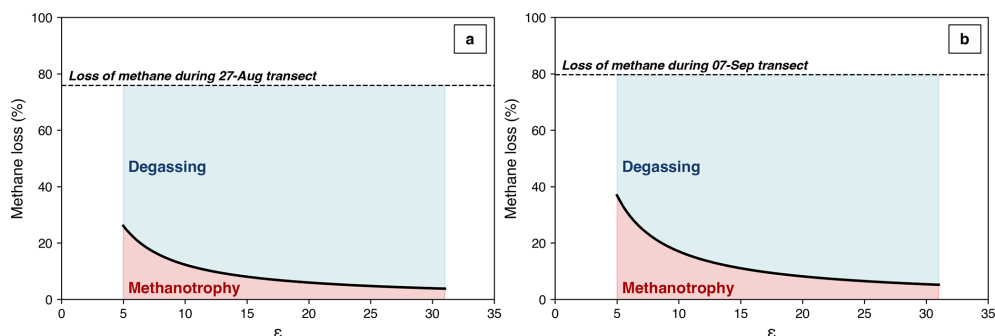 a
Loss of methane during 27-Aug transect
Degassing
Methanotrophy
Methane loss (%)
100
80
60
40
20
0
0 5 10 15 20 25 30 35
ε
b
Loss of methane during 07-Sep transect
Degassing
Methanotrophy
Methane loss (%)
100
80
60
40
20
0
0 5 10 15 20 25 30 35
ε